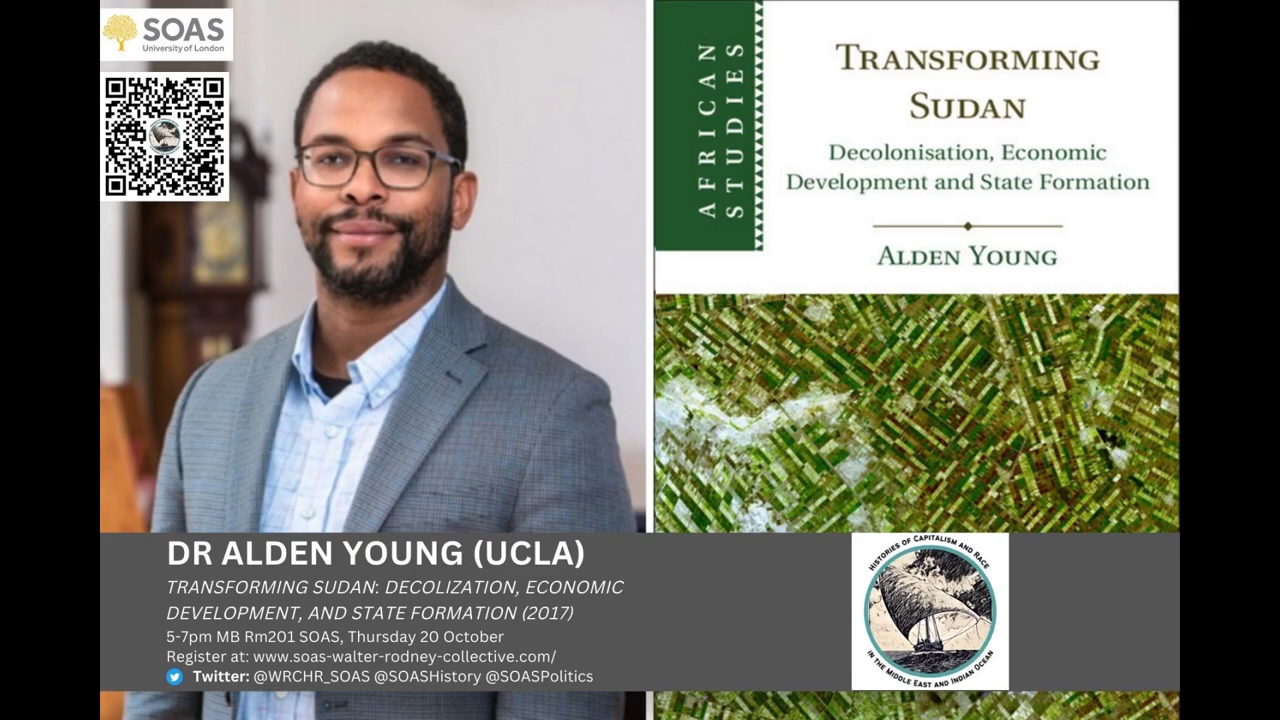 SOAS
University of London
AFRICAN
STUDIES
TRANSFORMING
SUDAN
Decolonisation, Economic
Development and State Formation
ALDEN YOUNG
DR ALDEN YOUNG (UCLA)
TRANSFORMING SUDAN: DECOLIZATION, ECONOMIC
DEVELOPMENT, AND STATE FORMATION (2017)
5-7pm MB Rm201 SOAS, Thursday 20 October
Register at: www.soas-walter-rodney-collective.com/
Twitter: @WRCHR_SOAS @SOASHistory @SOASPolitics
HISTORIES OF CAPITALISM AND RACE
IN THE MIDDLE EAST AND INDIAN OCEAN